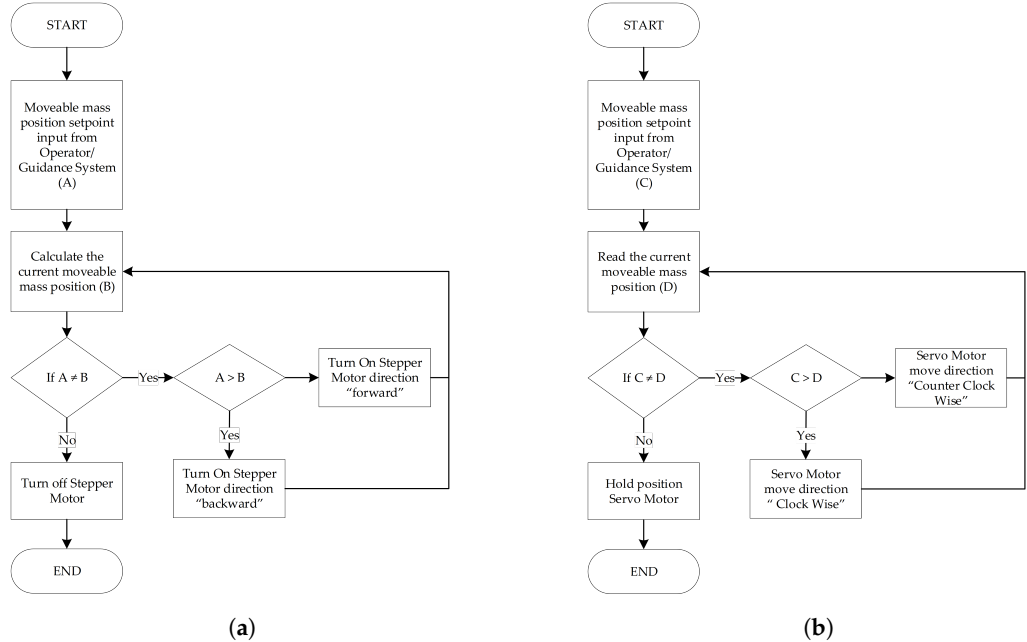 START
Moveable mass
position setpoint
input from
Operator/
Guidance System
(A)
Calculate the
current moveable
mass position (B)
If A ≠ B
Yes
A > B
Turn On Stepper
Motor direction
“forward”
No
Yes
Turn off Stepper
Motor
Turn On Stepper
Motor direction
“backward”
END
(a)
START
Moveable mass
position setpoint
input from
Operator/
Guidance System
(C)
Read the current
moveable mass
position (D)
If C ≠ D
Yes
C > D
Servo Motor
move direction
“Counter Clock
Wise”
No
Yes
Hold position
Servo Motor
Servo Motor
move direction
“ Clock Wise”
END
(b)